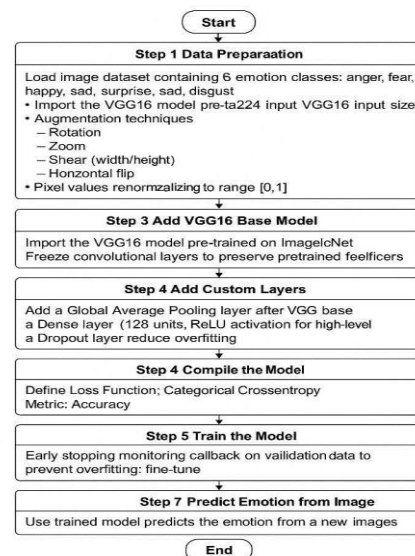 Start
Step 1 Data Preparaation
Load image dataset containing 6 emotion classes: anger, fear,
happy, sad, surprise, sad, disgust
• Import the VGG16 model pre-ta224 input VGG16 input size
• Augmentation techniques
– Rotation
– Zoom
– Shear (width/height)
– Honzontal flip
• Pixel values renormzalizing to range [0,1]
Step 3 Add VGG16 Base Model
Import the VGG16 model pre-trained on ImagelcNet
Freeze convolutional layers to preserve pretrained feelficers
Step 4 Add Custom Layers
Add a Global Average Pooling layer after VGG base
a Dense layer (128 units, ReLU activation for high-level
a Dropout layer reduce overfitting
Step 4 Compile the Model
Define Loss Function; Categorical Crossentropy
Metric: Accuracy
Step 5 Train the Model
Early stopping monitoring callback on vailidation data to
prevent overfitting: fine-tune
Step 7 Predict Emotion from Image
Use trained model predicts the emotion from a new images
End